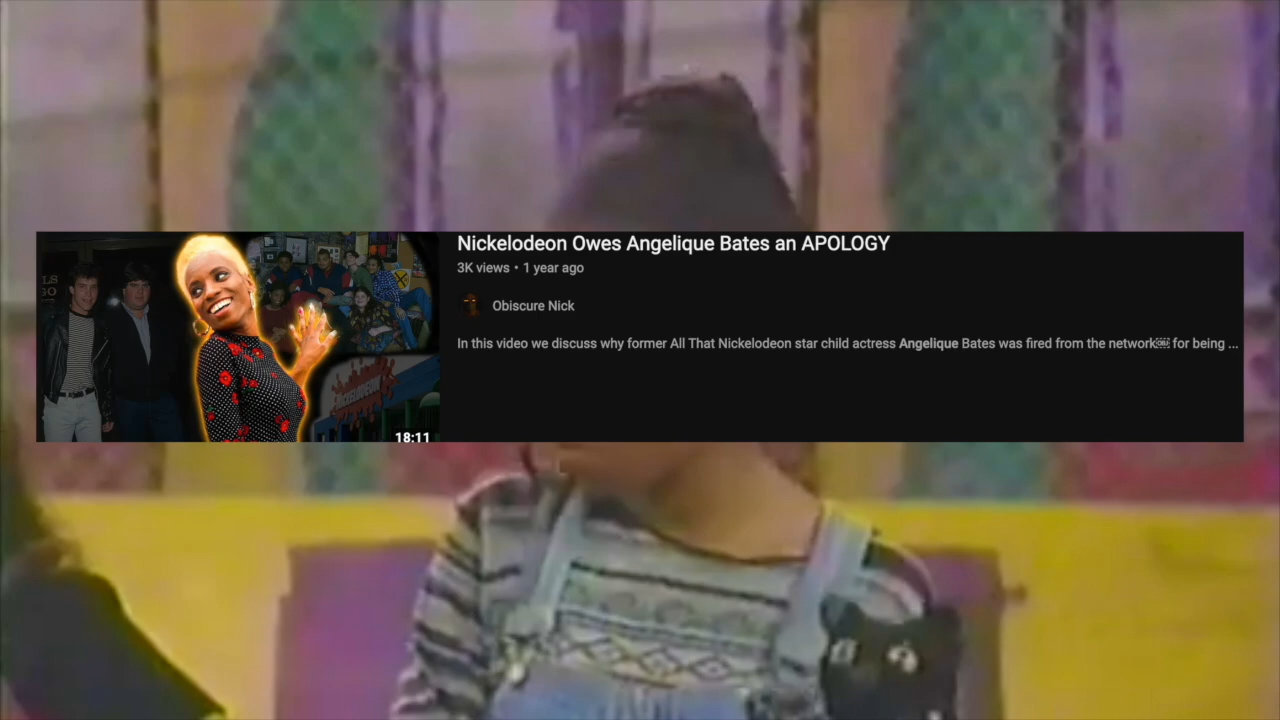 Nickelodeon Owes Angelique Bates an APOLOGY
3K views • 1 year ago
Obiscure Nick
In this video we discuss why former All That Nickelodeon star child actress Angelique Bates was fired from the network￼ for being ...
NICKELODEON
18:11